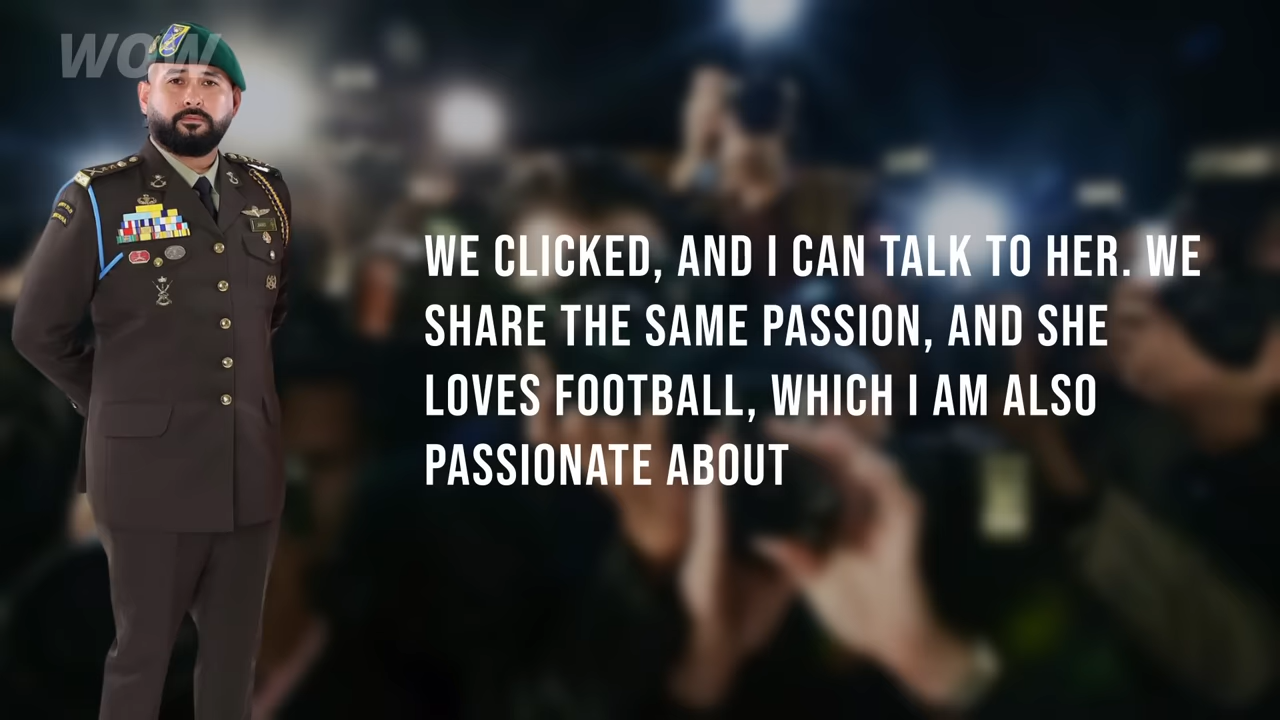 WOW
WE CLICKED, AND I CAN TALK TO HER. WE
SHARE THE SAME PASSION, AND SHE
LOVES FOOTBALL, WHICH I AM ALSO
PASSIONATE ABOUT